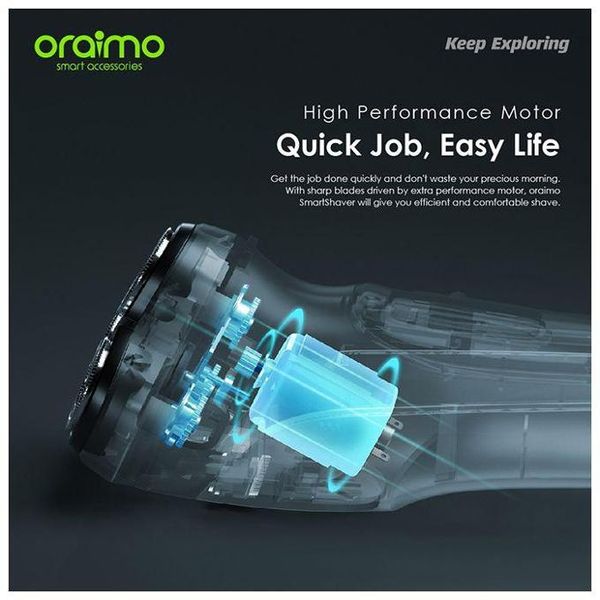 oraimo
smart accessories
Keep Exploring
High Performance Motor
Quick Job, Easy Life
Get the job done quickly and don't waste your precious morning.
With sharp blades driven by extra performance motor, oraimo
SmartShaver will give you efficient and comfortable shave.